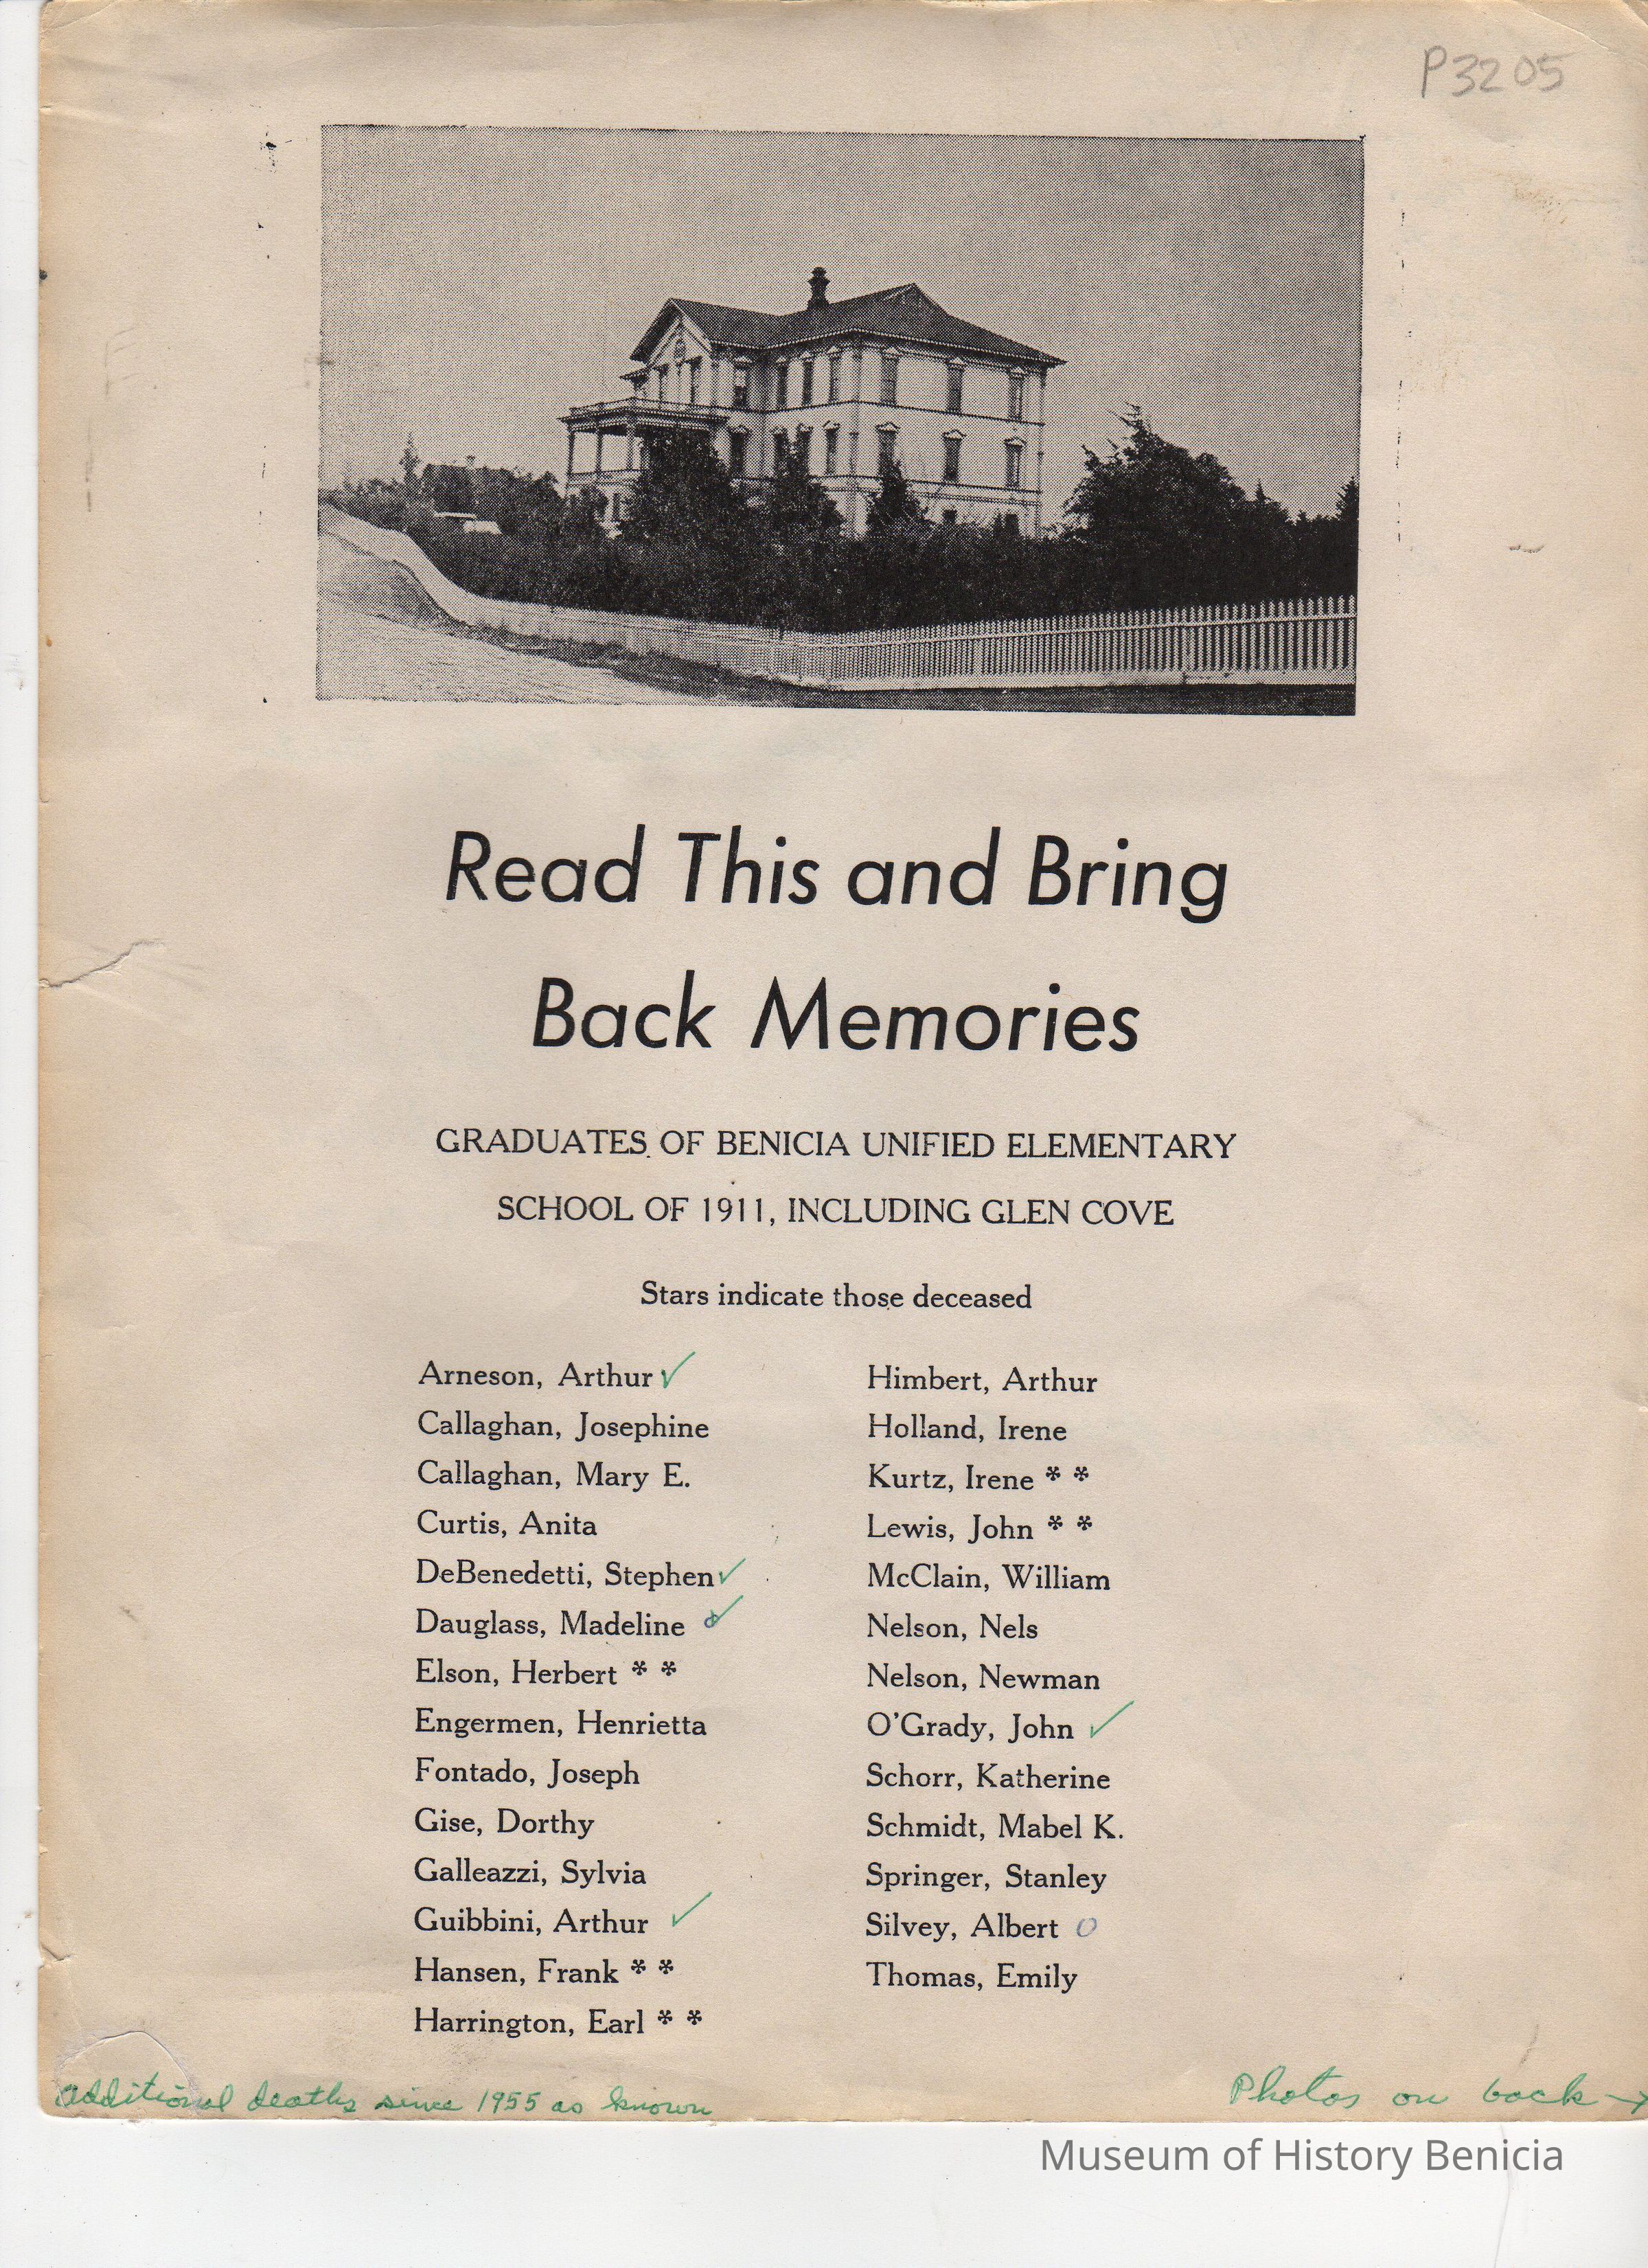 P3205
Read This and Bring
Back Memories
GRADUATES OF BENICIA UNIFIED ELEMENTARY
SCHOOL OF 1911, INCLUDING GLEN COVE
Stars indicate those deceased
Arneson, Arthur ✓
Callaghan, Josephine
Callaghan, Mary E.
Curtis, Anita
DeBenedetti, Stephen ✓
Dauglass, Madeline o ✓
Elson, Herbert * *
Engermen, Henrietta
Fontado, Joseph
Gise, Dorthy
Galleazzi, Sylvia
Guibbini, Arthur ✓
Hansen, Frank * *
Harrington, Earl * *
Himbert, Arthur
Holland, Irene
Kurtz, Irene * *
Lewis, John * *
McClain, William
Nelson, Nels
Nelson, Newman
O'Grady, John ✓
Schorr, Katherine
Schmidt, Mabel K.
Springer, Stanley
Silvey, Albert o
Thomas, Emily
additional deaths since 1955 as known
Photos on back →
Museum of History Benicia